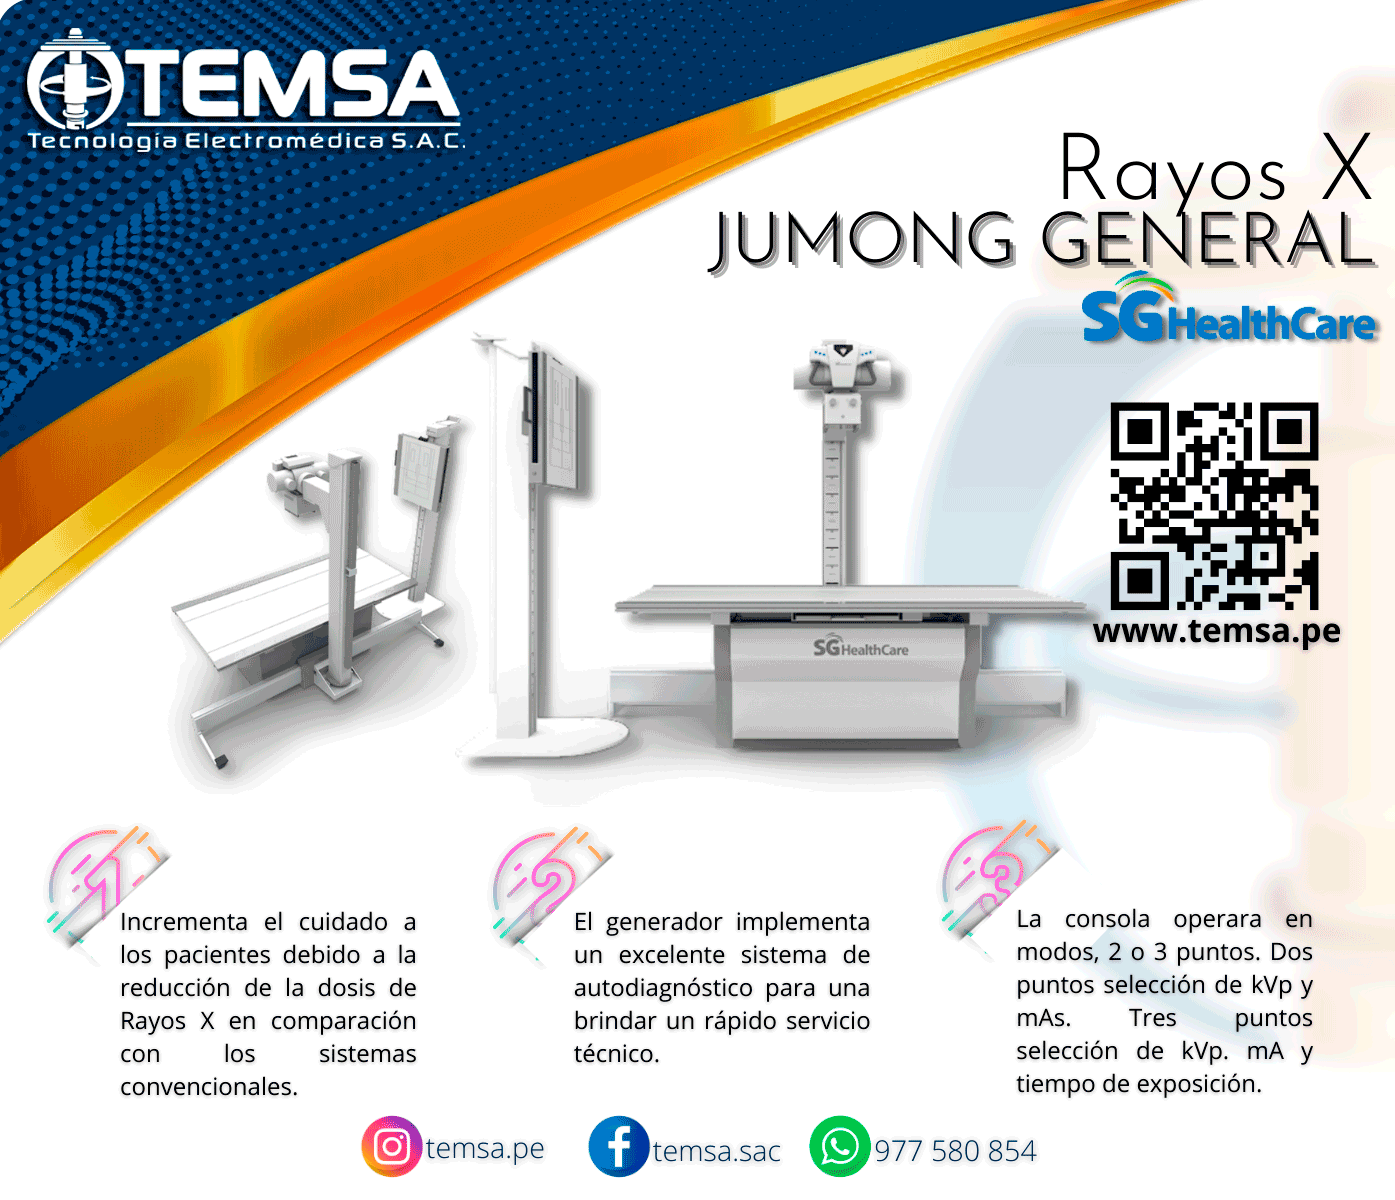 TEMSA
Tecnología Electromédica S.A.C.
Rayos X
JUMONG GENERAL
SG HealthCare
www.temsa.pe
SG HealthCare
1
Incrementa el cuidado a
los pacientes debido a la
reducción de la dosis de
Rayos X en comparación
con los sistemas
convencionales.
2
El generador implementa
un excelente sistema de
autodiagnóstico para una
brindar un rápido servicio
técnico.
3
La consola operara en
modos, 2 o 3 puntos. Dos
puntos selección de kVp y
mAs. Tres puntos
selección de kVp. mA y
tiempo de exposición.
temsa.pe
temsa.sac
977 580 854